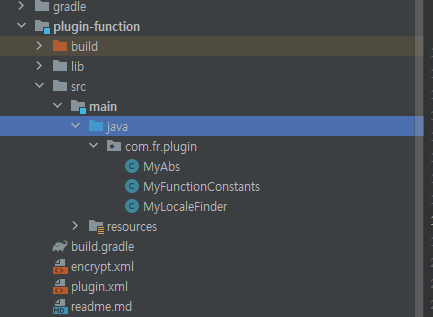 gradle
plugin-function
build
lib
src
main
java
com.fr.plugin
MyAbs
MyFunctionConstants
MyLocaleFinder
resources
build.gradle
encrypt.xml
plugin.xml
readme.md